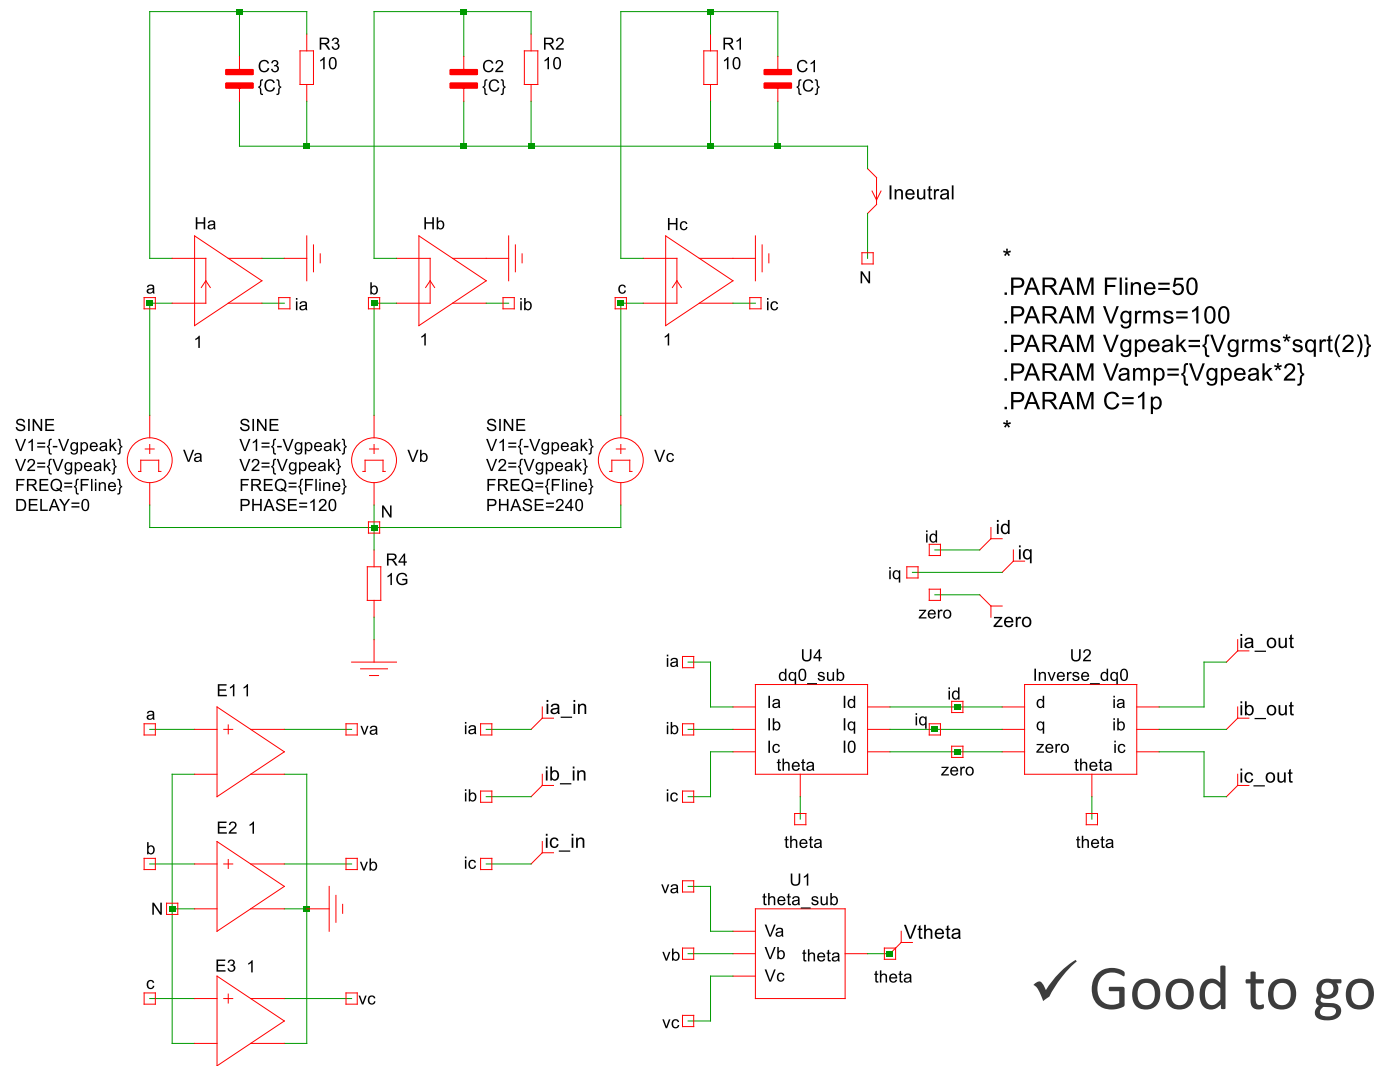 C3
{C}
R3
10
C2
{C}
R2
10
R1
10
C1
{C}
Ineutral
N
Ha
Hb
Hc
a
ia
b
ib
c
ic
1
1
1
*
.PARAM Fline=50
.PARAM Vgrms=100
.PARAM Vgpeak={Vgrms*sqrt(2)}
.PARAM Vamp={Vgpeak*2}
.PARAM C=1p
*
SINE
V1={-Vgpeak}
V2={Vgpeak}
FREQ={Fline}
DELAY=0
Va
SINE
V1={-Vgpeak}
V2={Vgpeak}
FREQ={Fline}
PHASE=120
Vb
SINE
V1={-Vgpeak}
V2={Vgpeak}
FREQ={Fline}
PHASE=240
Vc
N
R4
1G
id
id
iq
iq
zero
zero
E1 1
a
va
E2 1
b
vb
N
E3 1
c
vc
ia
ia_in
ib
ib_in
ic
ic_in
ia
ib
ic
U4
dq0_sub
Ia
Id
Ib
Iq
Ic
I0
theta
theta
id
iq
zero
U2
Inverse_dq0
d
ia
q
ib
zero
ic
theta
theta
ia_out
ib_out
ic_out
va
vb
vc
U1
theta_sub
Va
Vb
theta
Vc
Vtheta
theta
✓ Good to go